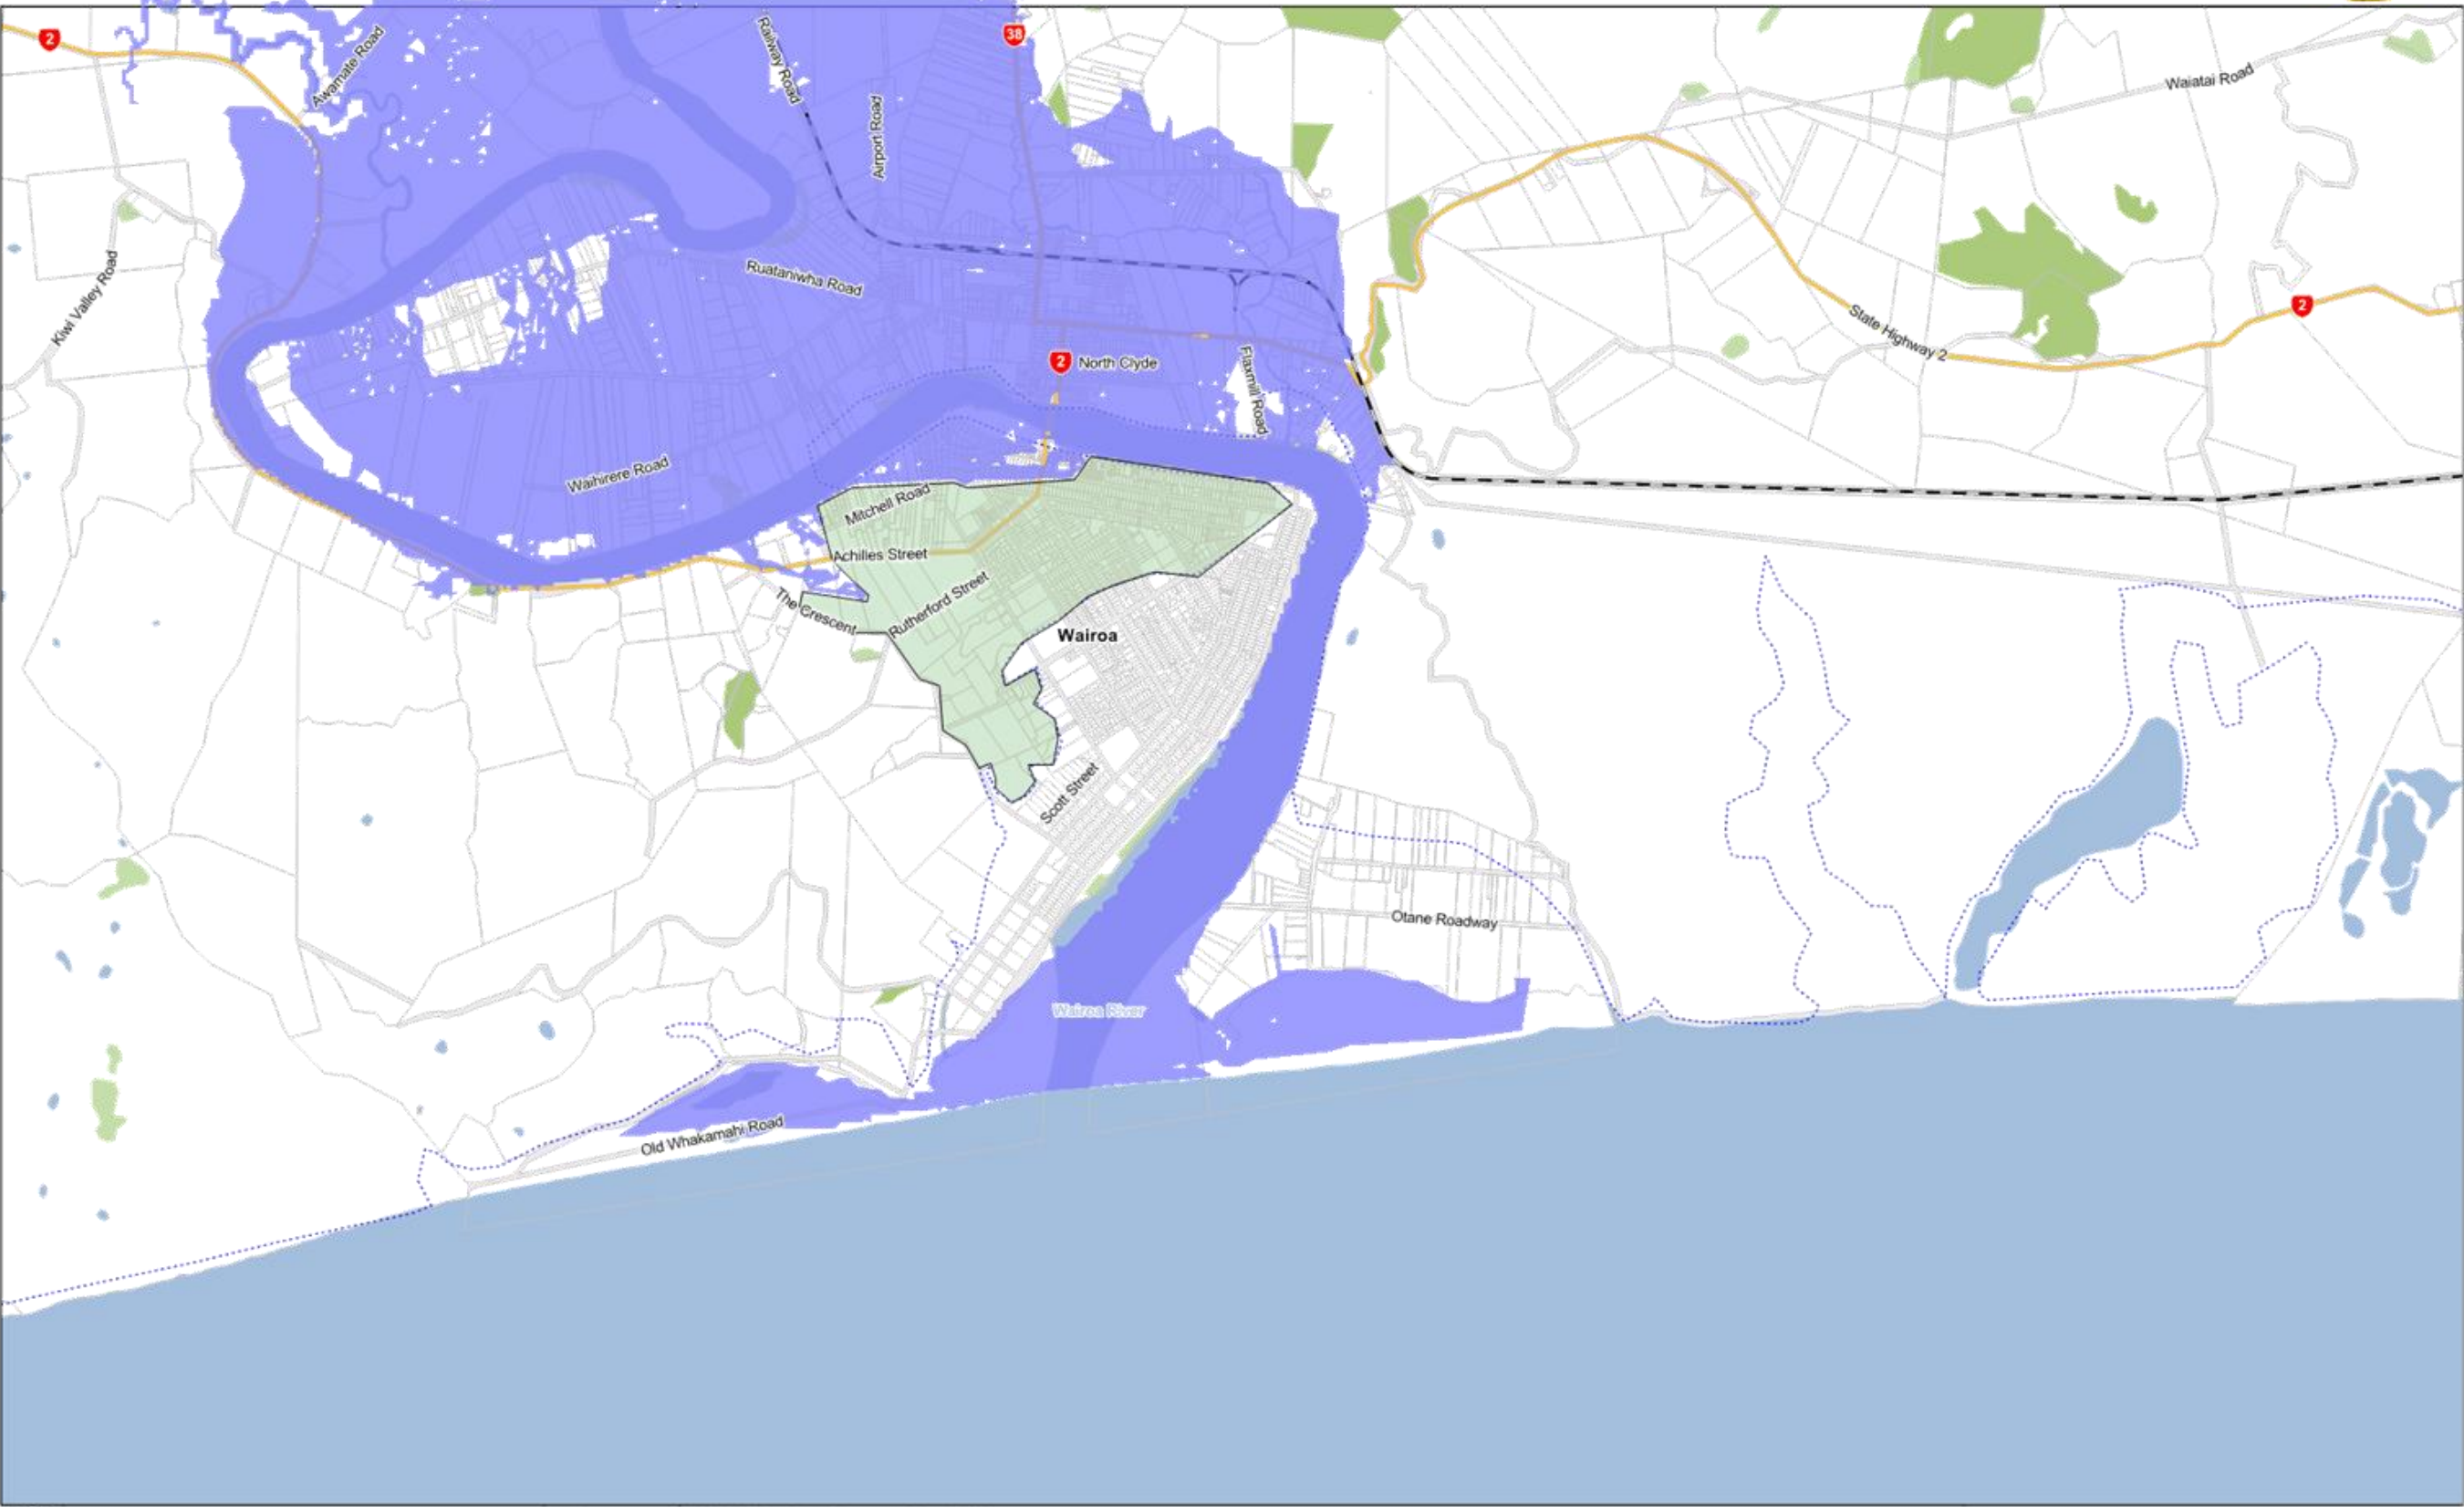 2
Awamate Road
Railway Road
38
Airport Road
Waiatai Road
Kiwi Valley Road
Ruataniwha Road
2
State Highway 2
2
North Clyde
Flaxmill Road
Waihirere Road
Mitchell Road
Achilles Street
The Crescent
Rutherford Street
Wairoa
Scott Street
Otane Roadway
Wairoa River
Old Whakamahi Road